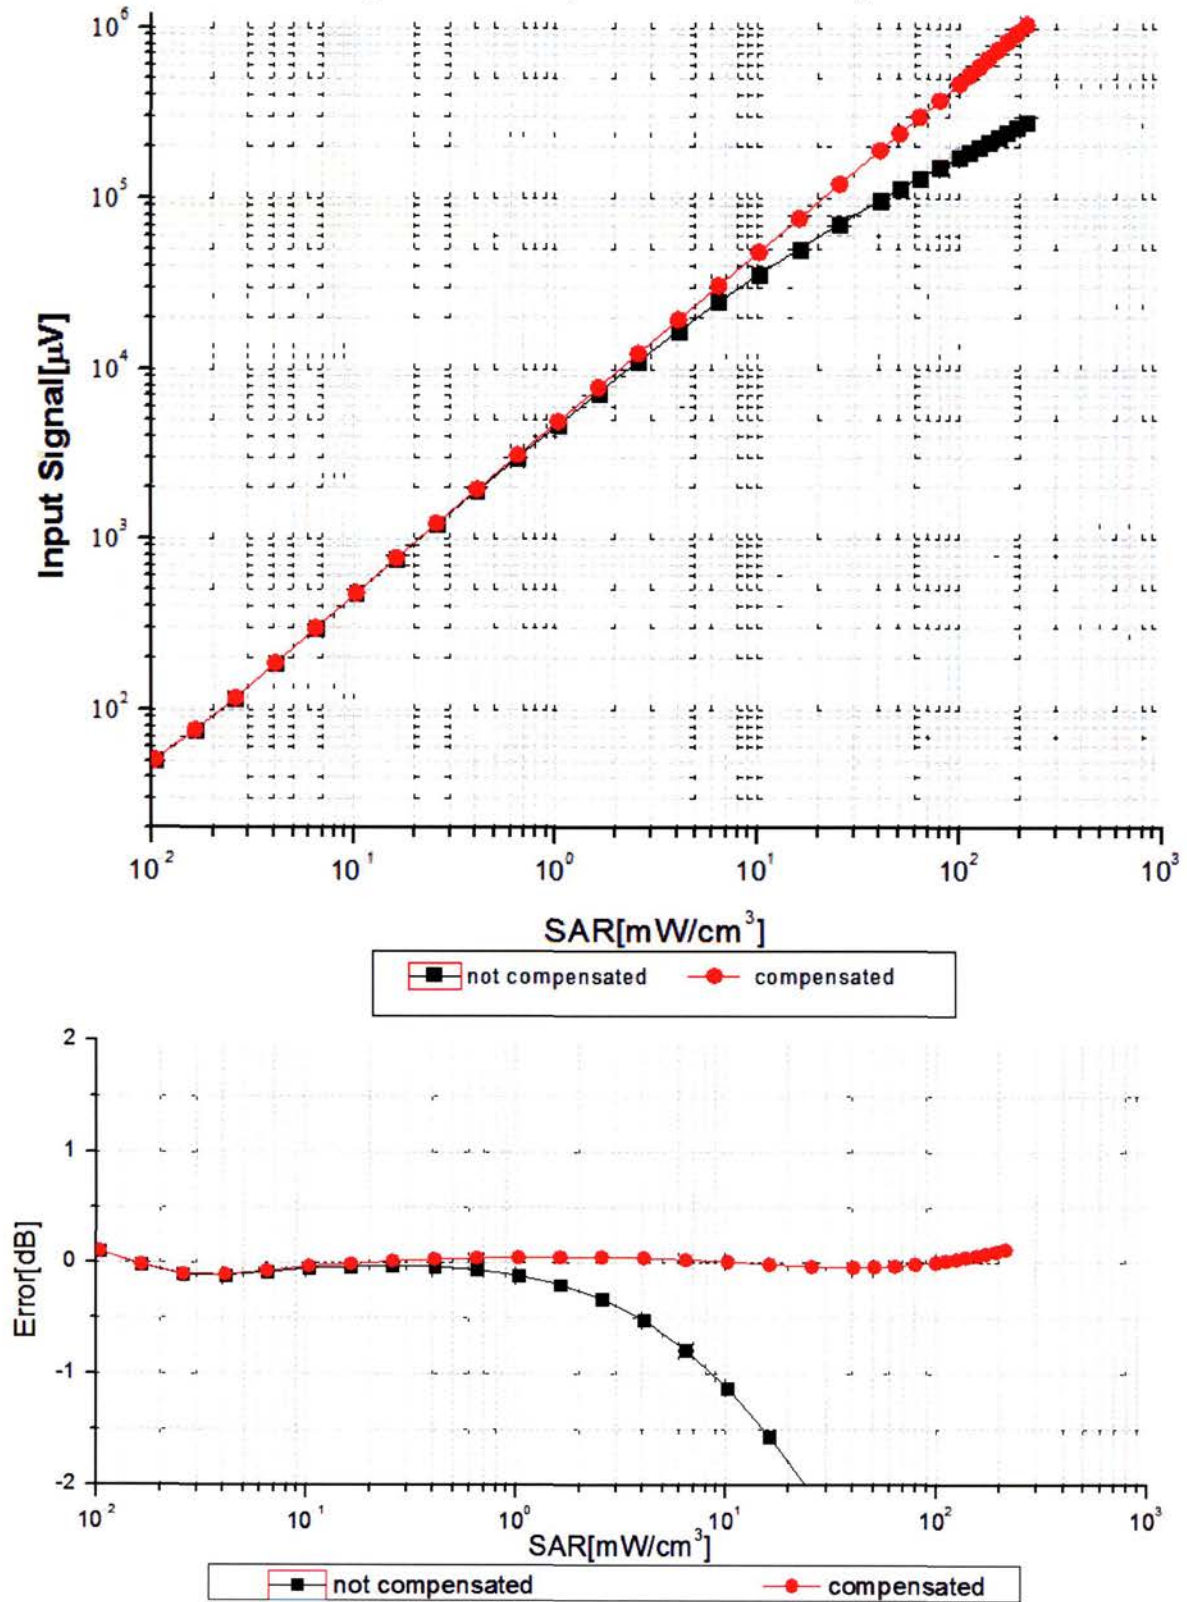 10⁶
10⁵
10⁴
10³
10²
Input Signal[µV]
10⁻² 10⁻¹ 10⁰ 10¹ 10² 10³
SAR[mW/cm³]
not compensated compensated
2
1
0
-1
-2
Error[dB]
10⁻² 10⁻¹ 10⁰ 10¹ 10² 10³
SAR[mW/cm³]
not compensated compensated